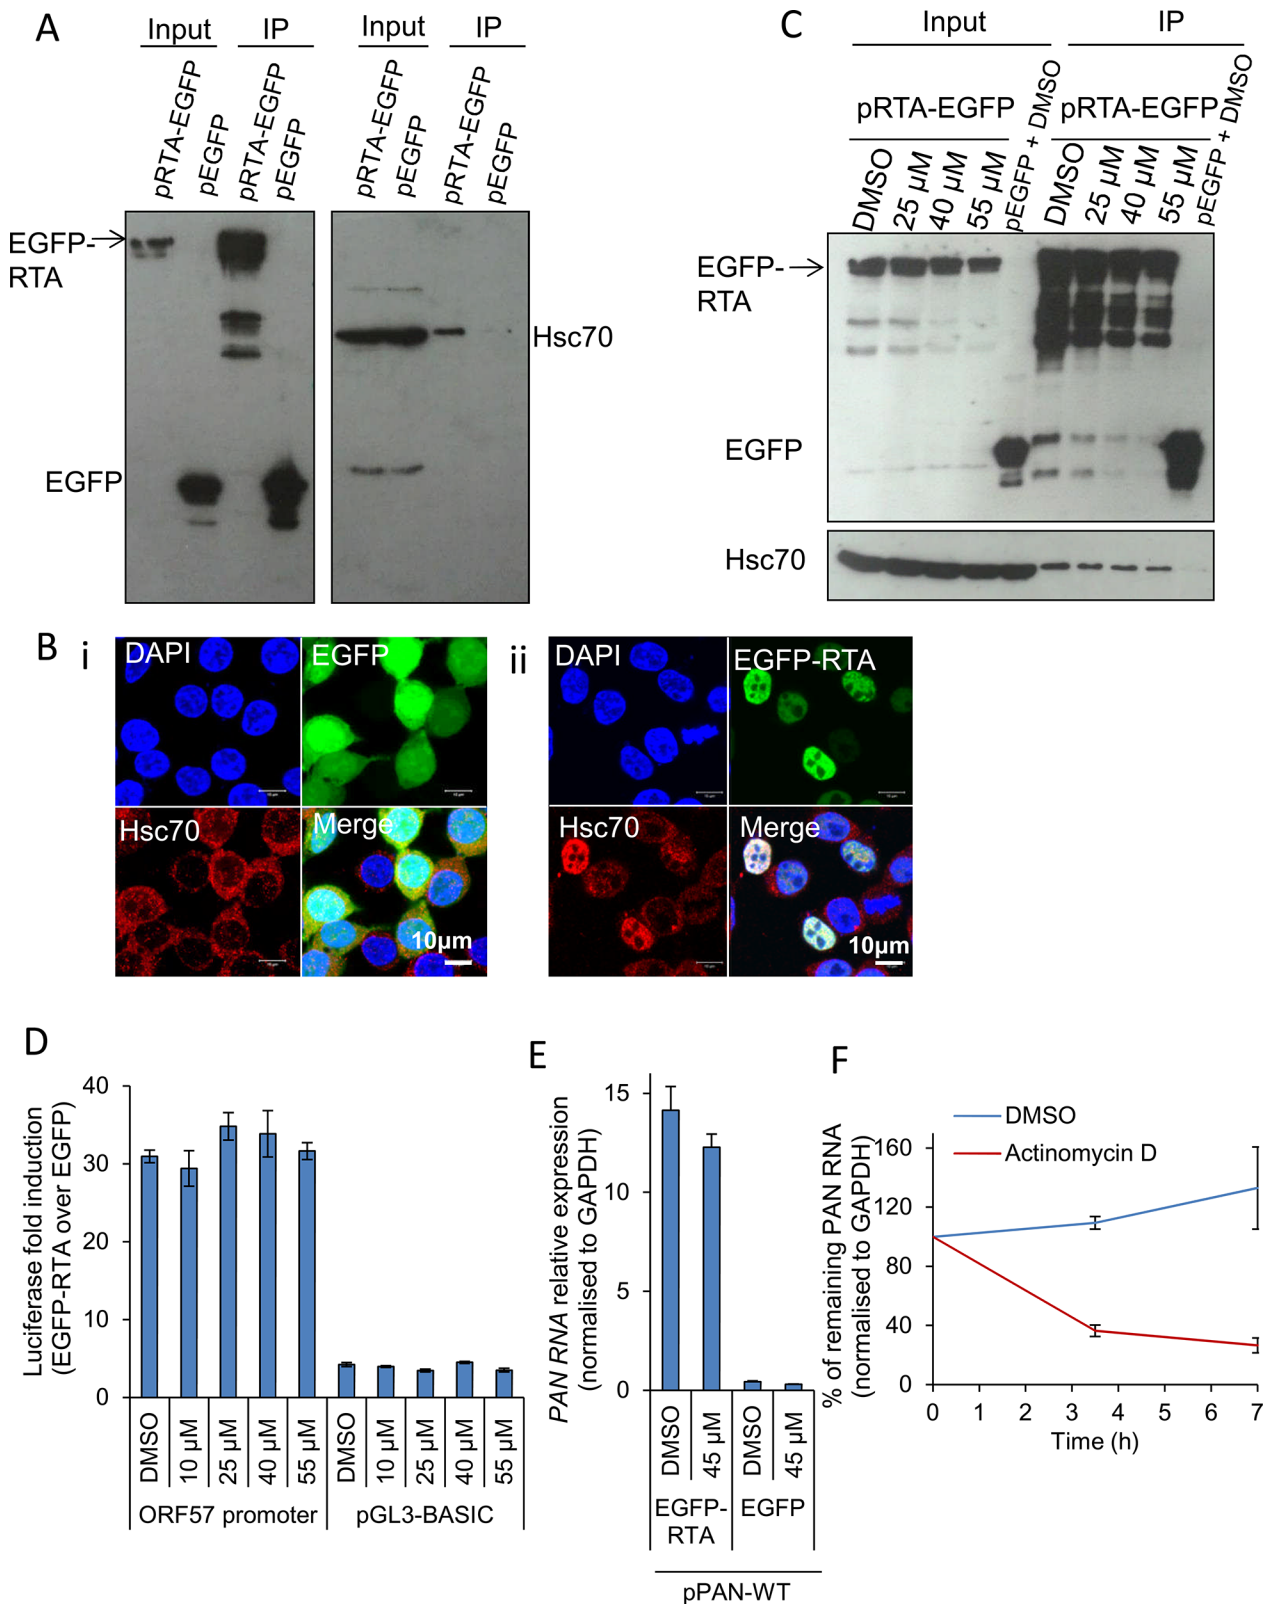 A
Input
IP
pRTA-EGFP
pEGFP
pRTA-EGFP
pEGFP
Input
IP
pRTA-EGFP
pEGFP
pRTA-EGFP
pEGFP
EGFP-
RTA
EGFP
Hsc70
C
Input
IP
pRTA-EGFP
pRTA-EGFP
DMSO
25 µM
40 µM
55 µM
pEGFP + DMSO
DMSO
25 µM
40 µM
55 µM
pEGFP + DMSO
EGFP-
RTA
EGFP
Hsc70
B
i
DAPI
EGFP
Hsc70
Merge
10µm
ii
DAPI
EGFP-RTA
Hsc70
Merge
10µm
D
Luciferase fold induction
(EGFP-RTA over EGFP)
40
30
20
10
0
DMSO
10 µM
25 µM
40 µM
55 µM
DMSO
10 µM
25 µM
40 µM
55 µM
ORF57 promoter
pGL3-BASIC
E
PAN RNA relative expression
(normalised to GAPDH)
15
10
5
0
DMSO
45 µM
DMSO
45 µM
EGFP-
RTA
EGFP
pPAN-WT
F
DMSO
Actinomycin D
% of remaining PAN RNA
(normalised to GAPDH)
160
120
80
40
0
0 1 2 3 4 5 6 7
Time (h)